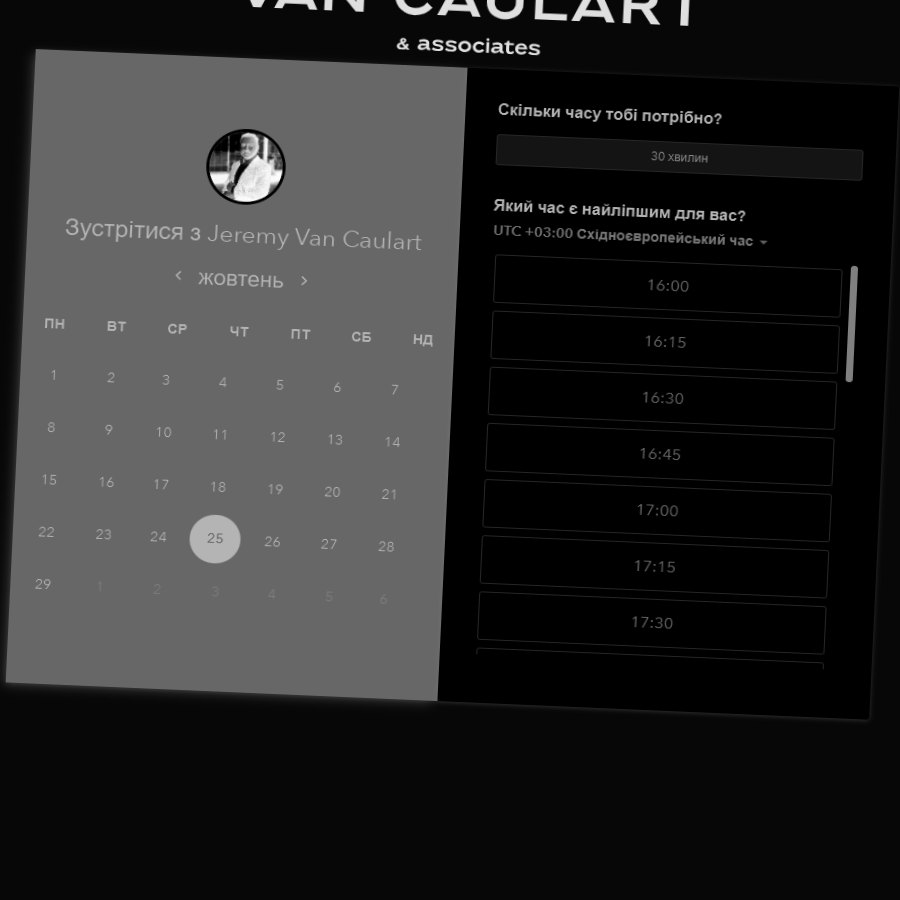 VAN CAULART
& associates
Зустрітися з Jeremy Van Caulart
жовтень
ПН ВТ СР ЧТ ПТ СБ НД
1 2 3 4 5 6 7
8 9 10 11 12 13 14
15 16 17 18 19 20 21
22 23 24 25 26 27 28
29 1 2 3 4 5 6
Скільки часу тобі потрібно?
30 хвилин
Який час є найліпшим для вас?
UTC +03:00 Східноєвропейський час
16:00
16:15
16:30
16:45
17:00
17:15
17:30